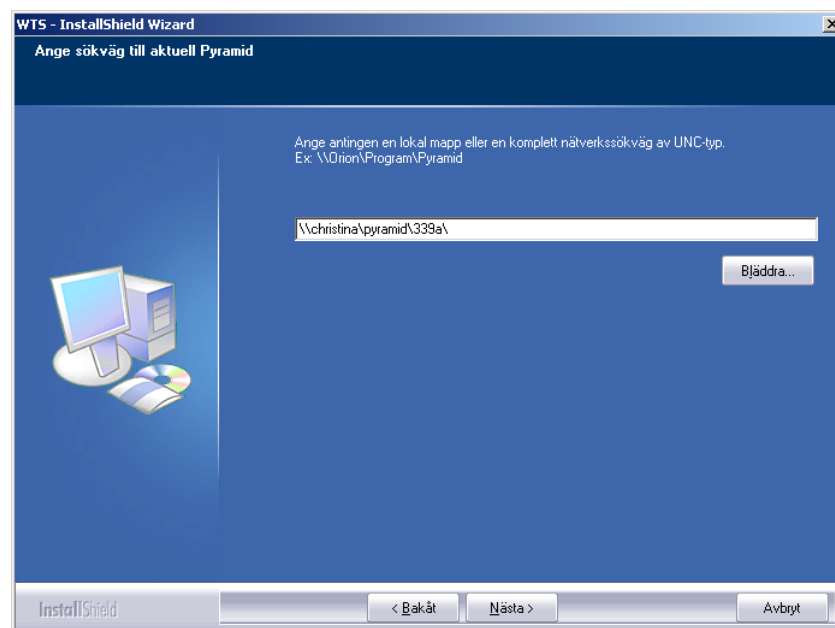 WTS - InstallShield Wizard
Ange sökväg till aktuell Pyramid
Ange antingen en lokal mapp eller en komplett nätverkssökväg av UNC-typ.
Ex: \\Orion\Program\Pyramid
\\christina\pyramid\339a\
Bläddra...
InstallShield
< Bakåt
Nästa >
Avbryt